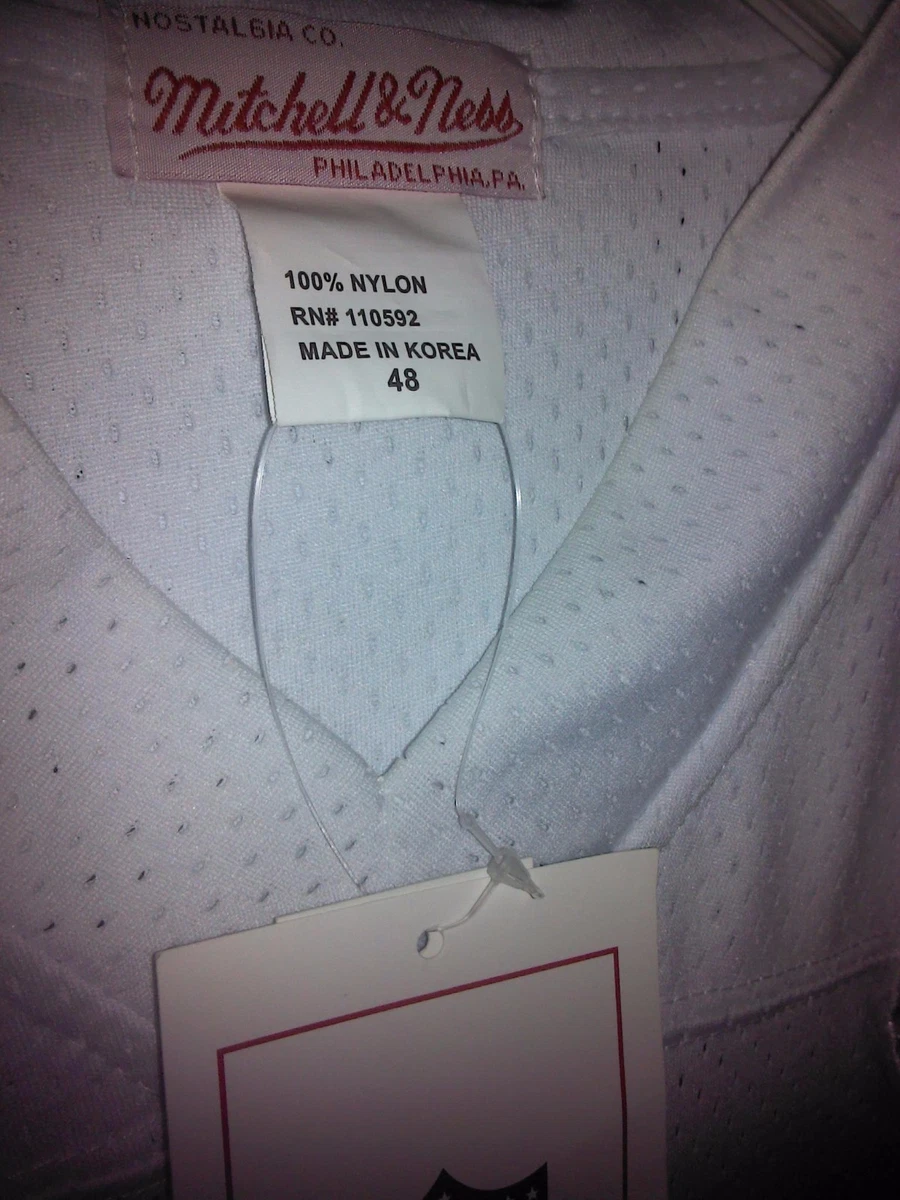 NOSTALGIA CO.
Mitchell & Ness
PHILADELPHIA, PA.
100% NYLON
RN# 110592
MADE IN KOREA
48